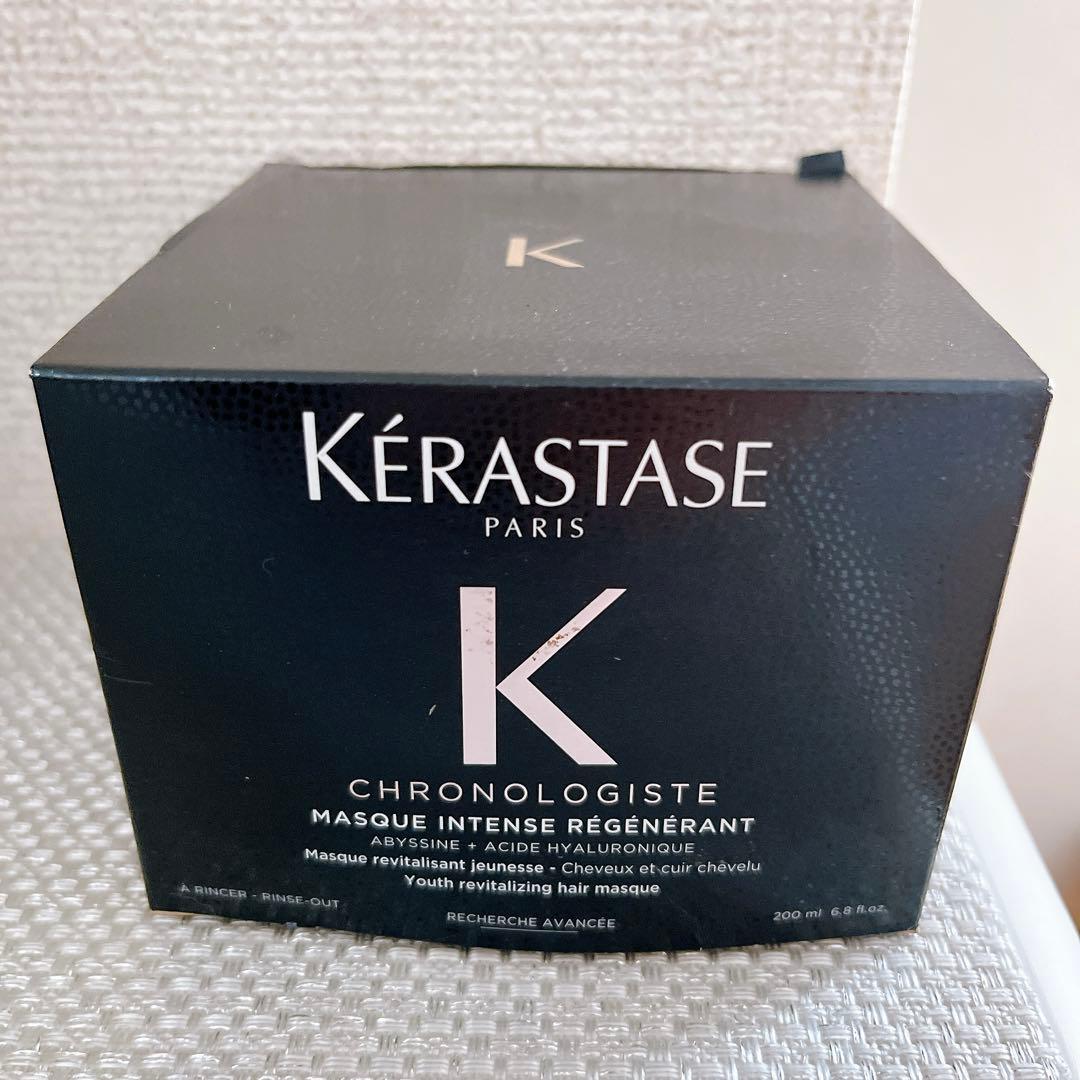 K
KÉRASTASE
PARIS
K
CHRONOLOGISTE
MASQUE INTENSE RÉGÉNÉRANT
ABYSSINE + ACIDE HYALURONIQUE
Masque revitalisant jeunesse - Cheveux et cuir chevelu
Youth revitalizing hair masque
À RINCER - RINSE-OUT
RECHERCHE AVANCÉE
200 ml 6.8 fl.oz.